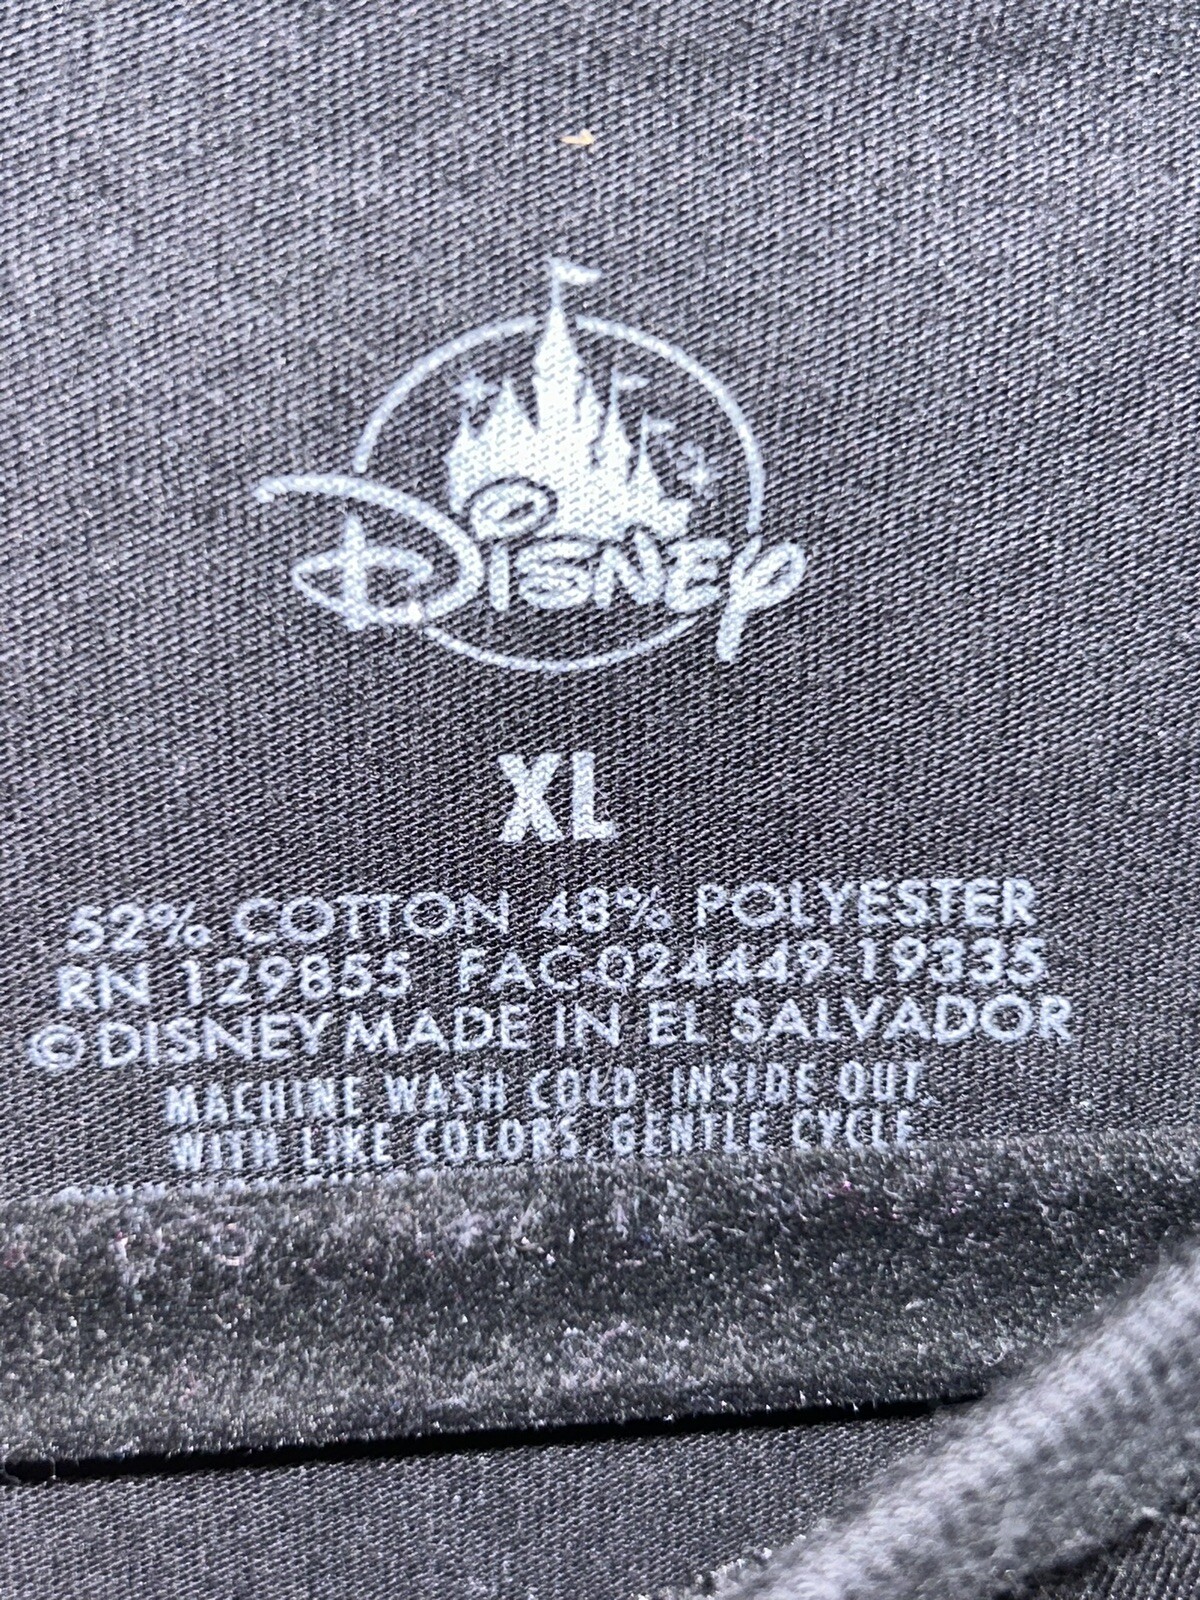 Disney
XL
52% COTTON 48% POLYESTER
RN 129855 FAC-024449-19335
©DISNEY MADE IN EL SALVADOR
MACHINE WASH COLD, INSIDE OUT,
WITH LIKE COLORS, GENTLE CYCLE